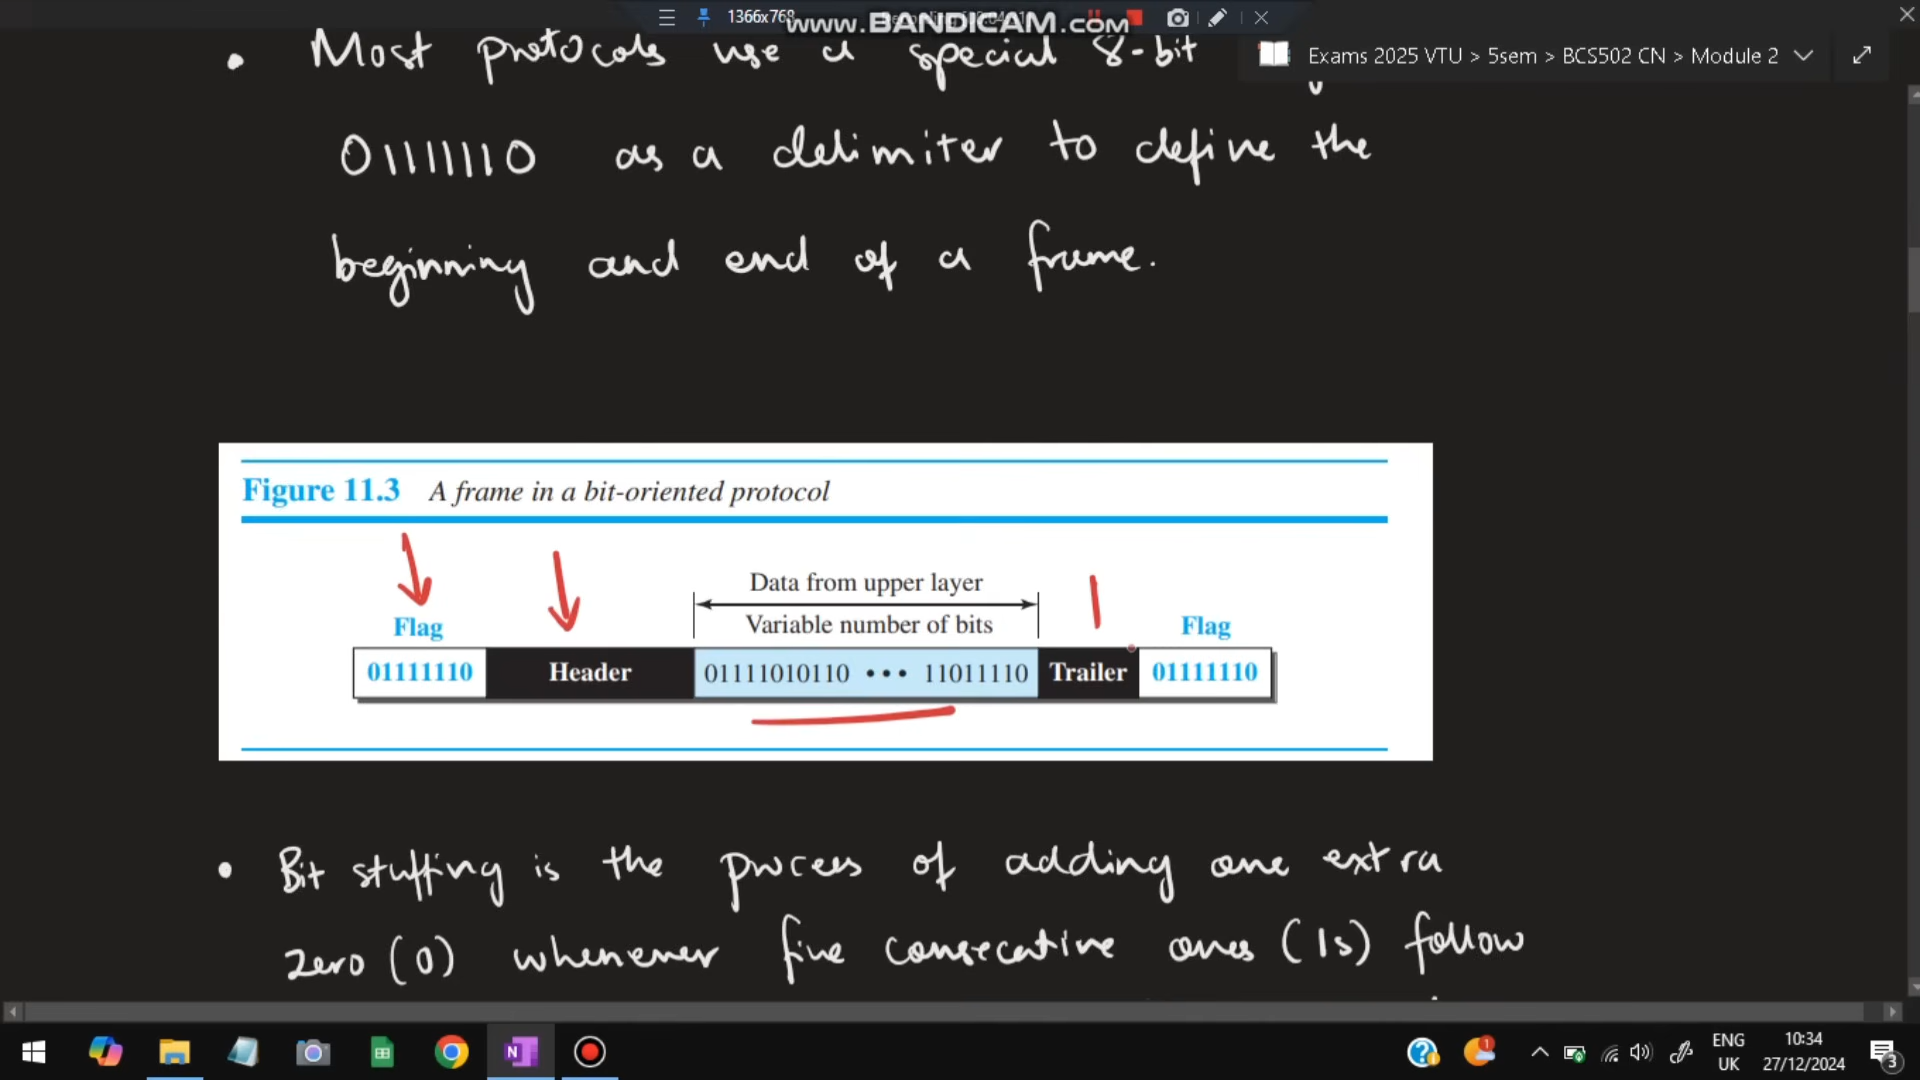 1366x768
www.BANDICAM.com
Exams 2025 VTU > 5sem > BCS502 CN > Module 2
• Most protocols use a special 8-bit
01111110 as a delimiter to define the
beginning and end of a frame.
Figure 11.3 A frame in a bit-oriented protocol
Data from upper layer
Flag Variable number of bits Flag
01111110 Header 01111010110 ••• 11011110 Trailer 01111110
• Bit stuffing is the process of adding one extra
zero (0) whenever five consecative ones (1s) follow
ENG 10:34
UK 27/12/2024
1
3